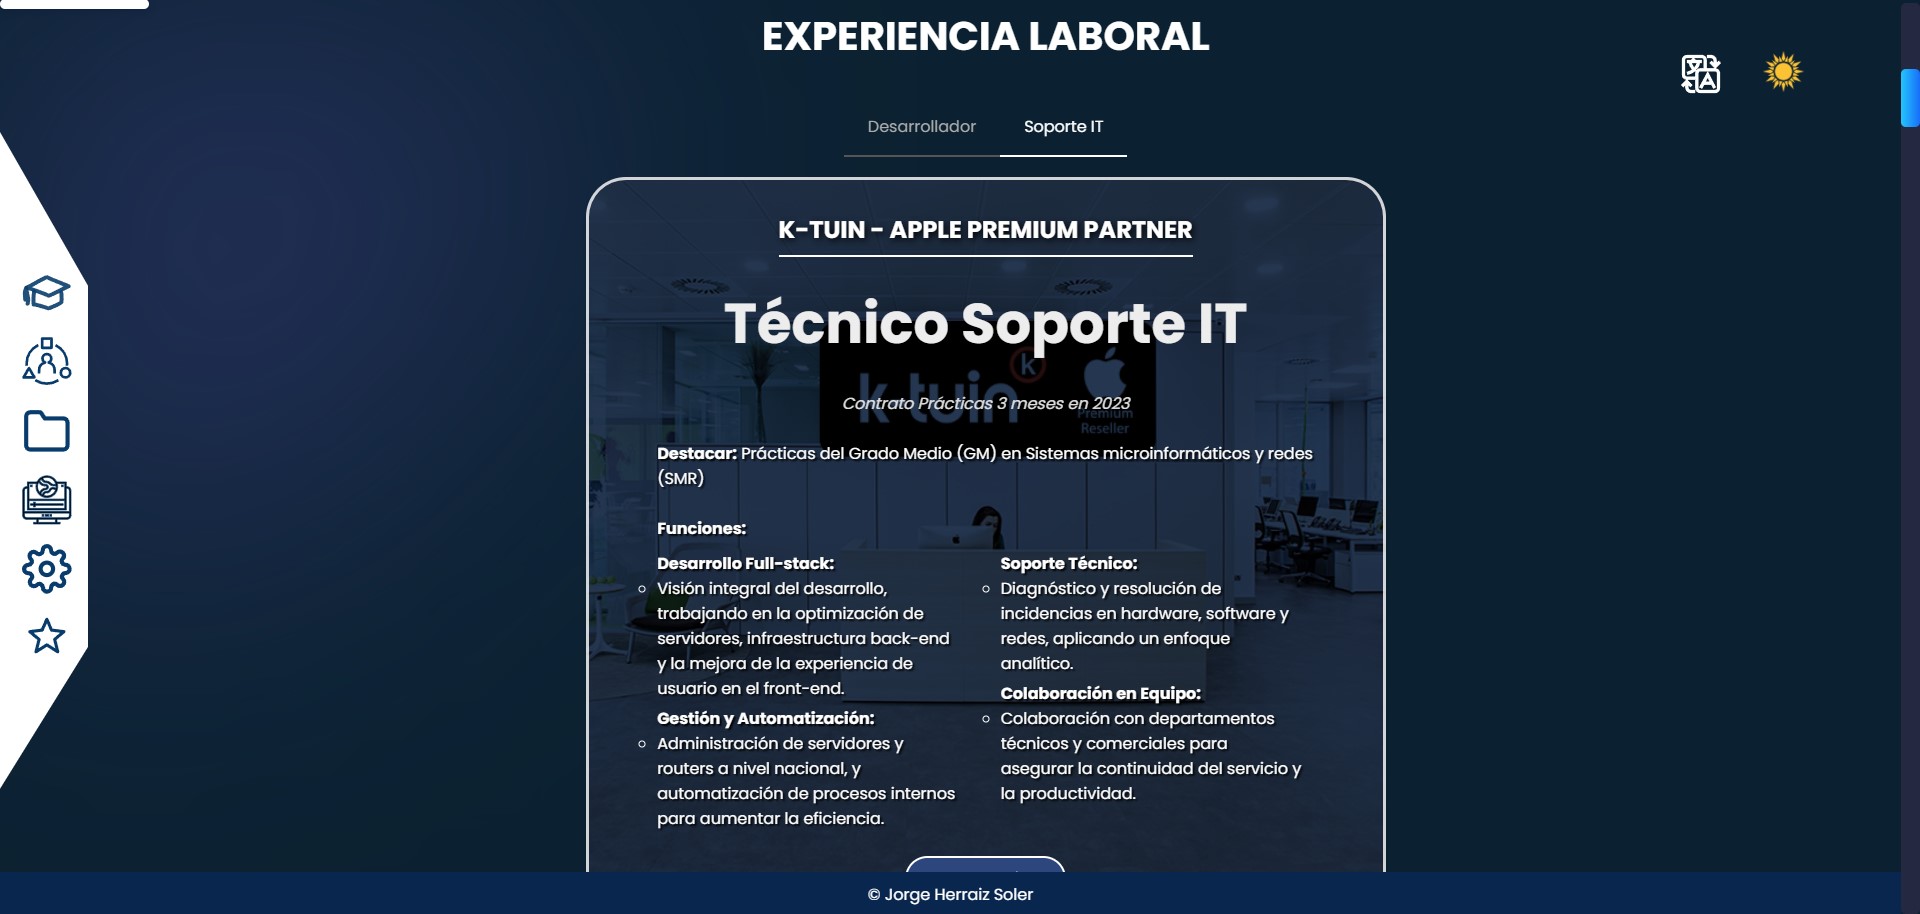 EXPERIENCIA LABORAL
Desarrollador
Soporte IT
K-TUIN - APPLE PREMIUM PARTNER
Técnico Soporte IT
k-tuin k
Premium
Reseller
Contrato Prácticas 3 meses en 2023
Destacar: Prácticas del Grado Medio (GM) en Sistemas microinformáticos y redes
(SMR)
Funciones:
Desarrollo Full-stack:
Visión integral del desarrollo,
trabajando en la optimización de
servidores, infraestructura back-end
y la mejora de la experiencia de
usuario en el front-end.
Gestión y Automatización:
Administración de servidores y
routers a nivel nacional, y
automatización de procesos internos
para aumentar la eficiencia.
Soporte Técnico:
Diagnóstico y resolución de
incidencias en hardware, software y
redes, aplicando un enfoque
analítico.
Colaboración en Equipo:
Colaboración con departamentos
técnicos y comerciales para
asegurar la continuidad del servicio y
la productividad.
© Jorge Herraiz Soler